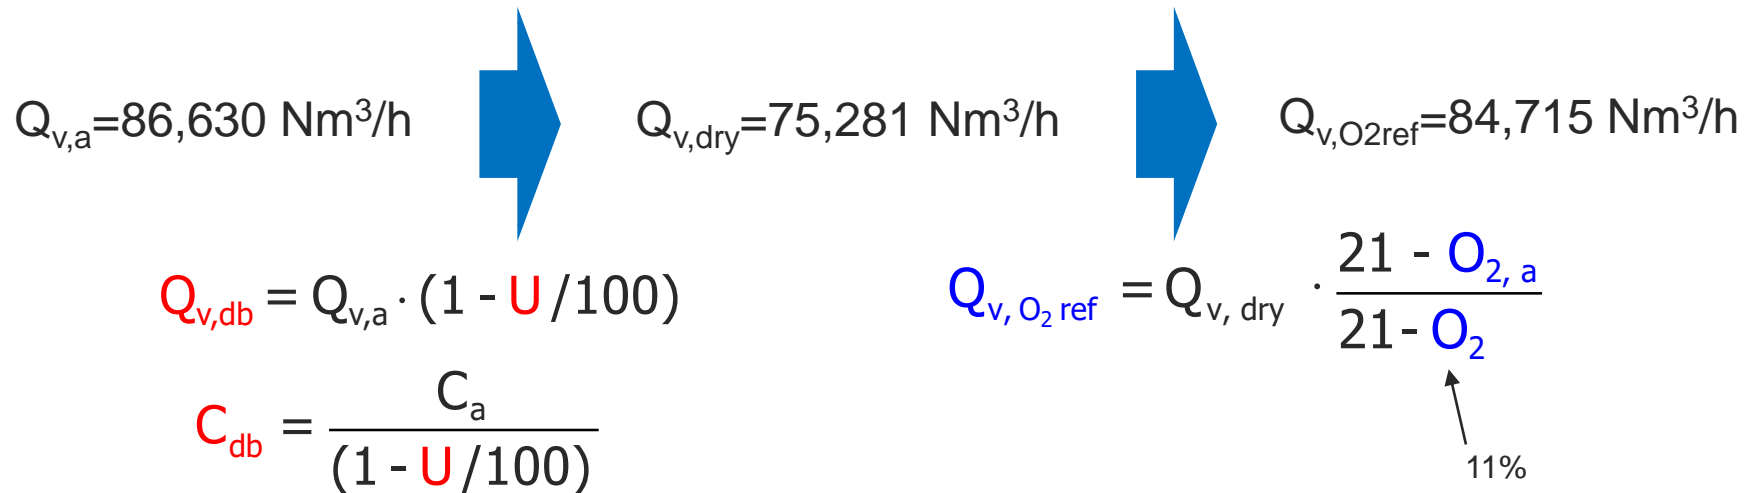 Qv,a=86,630 Nm³/h
Qv,dry=75,281 Nm³/h
Qv,O2ref=84,715 Nm³/h
Qv,db = Qv,a · (1 - U /100)
Qv, O₂ ref = Qv, dry · 21 - O2, a / 21- O2
Cdb = Ca / (1 - U /100)
11%